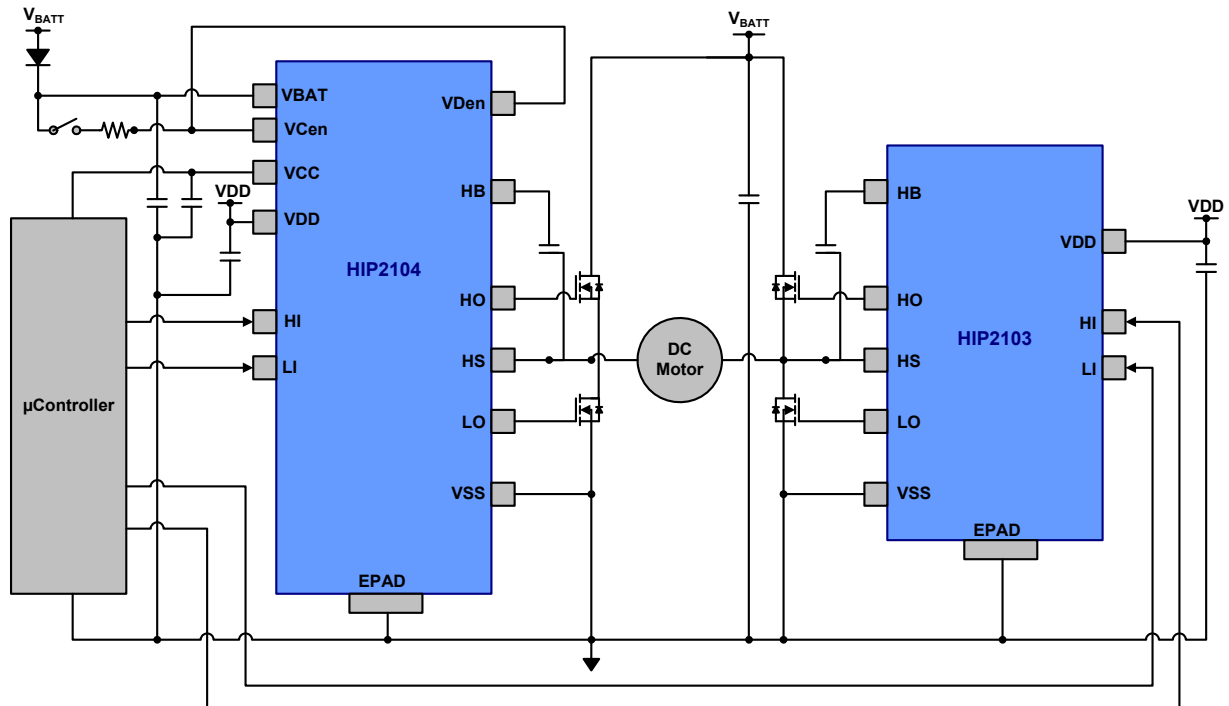 VBATT
VBAT
VCen
VCC
VDD
VDD
HI
LI
VDen
HB
HO
HS
LO
VSS
HIP2104
EPAD
µController
VBATT
DC
Motor
HB
HO
HS
LO
VSS
VDD
HI
LI
HIP2103
EPAD
VDD